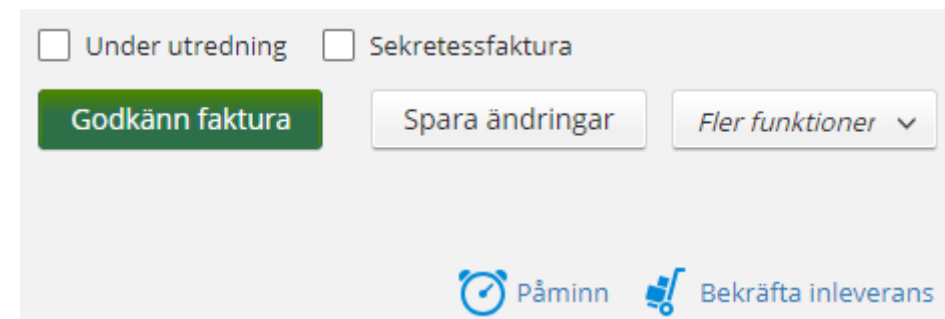 Under utredning Sekretessfaktura
Godkänn faktura Spara ändringar Fler funktioner
Påminn Bekräfta inleverans